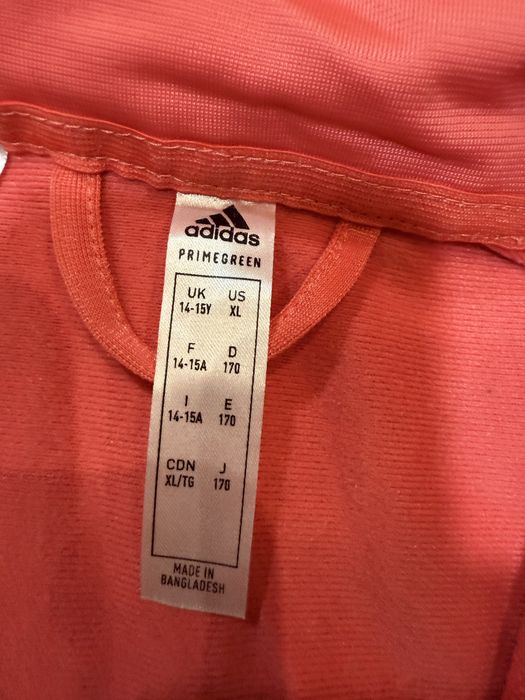 adidas
PRIMEGREEN
UK US
14-15Y XL
F D
14-15A 170
I E
14-15A 170
CDN J
XL/TG 170
MADE IN
BANGLADESH